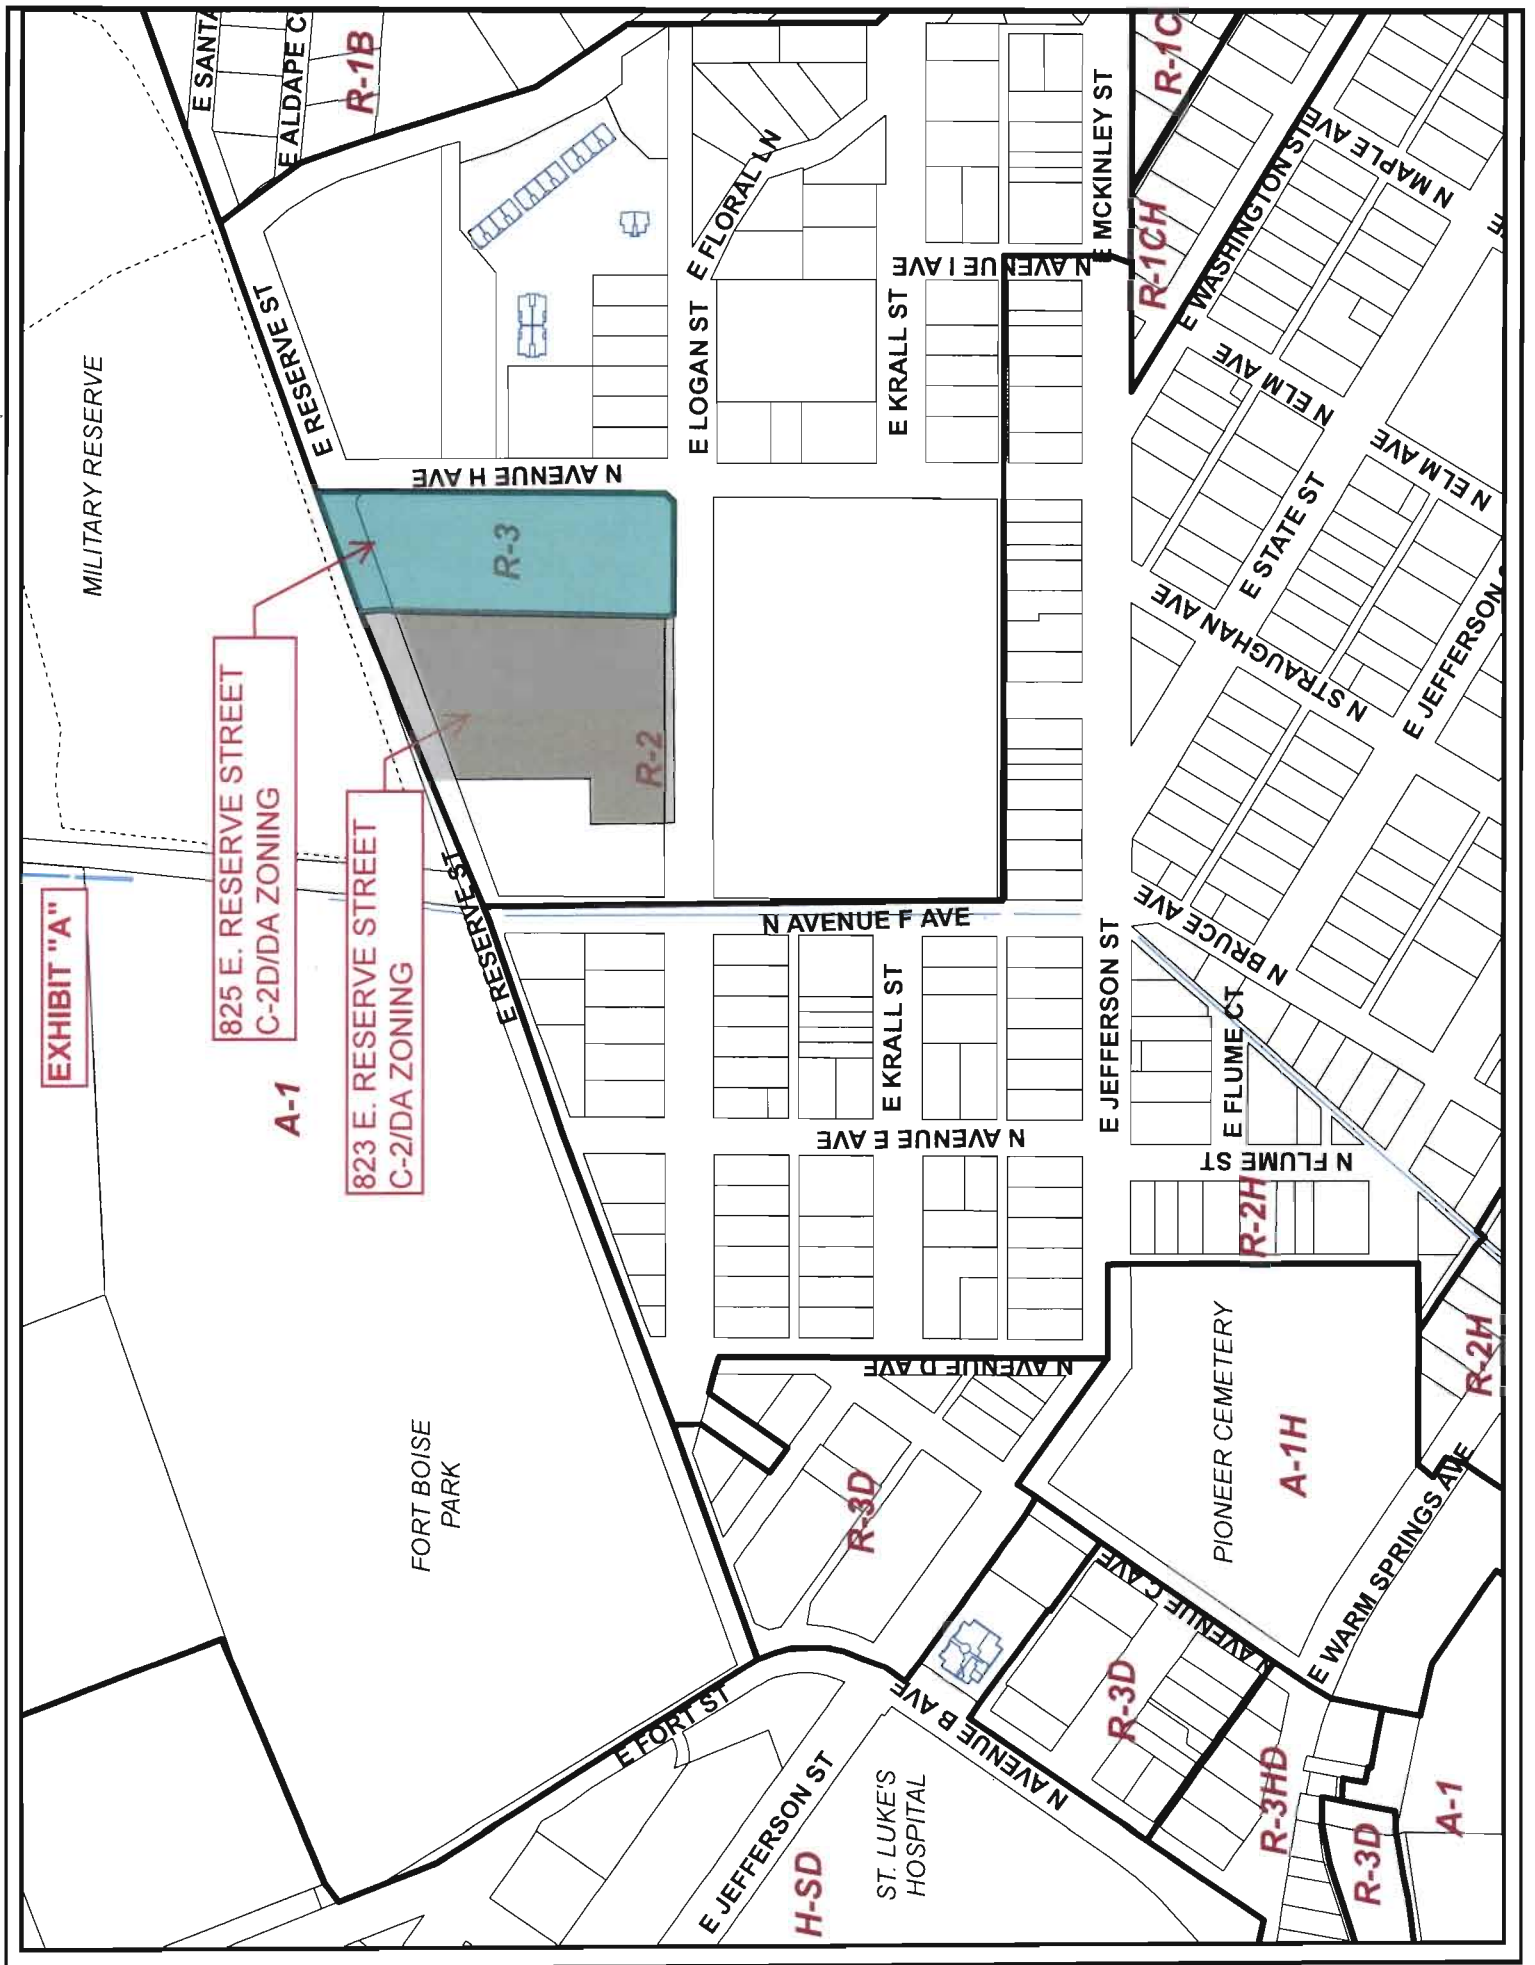 EXHIBIT "A"
MILITARY RESERVE
825 E. RESERVE STREET
C-2D/DA ZONING
823 E. RESERVE STREET
C-2/DA ZONING
A-1
FORT BOISE
PARK
E ALDAPE C
R-1B
E RESERVE ST
E RESERVE ST
E RESERVE ST
R-3
R-2
N AVENUE H AVE
E LOGAN ST
E FLORAL LN
N AVENUE I AVE
E KRALL ST
E MCKINLEY ST
R-1C
R-1CH
E WASHINGTON ST
N MAPLE AVE
N ELM AVE
N ELM AVE
E STATE ST
N STRAUGHAN AVE
E JEFFERSON
N BRUCE AVE
N AVENUE F AVE
E KRALL ST
E JEFFERSON ST
E FLUME CT
N FLUME ST
N AVENUE E AVE
R-2H
R-2H
N AVENUE D AVE
PIONEER CEMETERY
A-1H
E WARM SPRINGS AVE
R-3D
N AVENUE C AVE
R-3D
N AVENUE B AVE
R-3HD
R-3D
A-1
E FORT ST
E JEFFERSON ST
ST. LUKE'S
HOSPITAL
H-SD